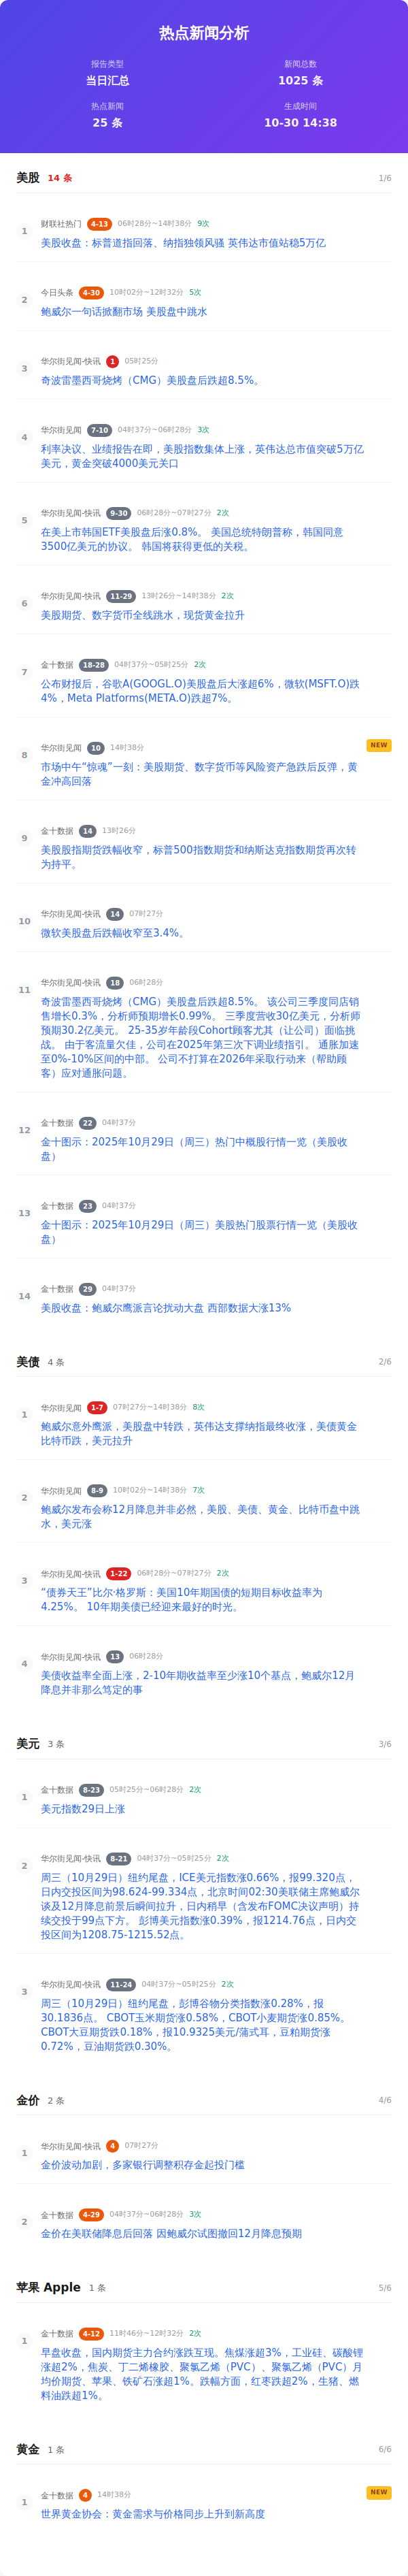 热点新闻分析
报告类型
当日汇总
新闻总数
1025 条
热点新闻
25 条
生成时间
10-30 14:38
美股 14 条 1/6
1
财联社热门 4-13 06时28分~14时38分 9次
美股收盘：标普道指回落、纳指独领风骚 英伟达市值站稳5万亿
2
今日头条 4-30 10时02分~12时32分 5次
鲍威尔一句话掀翻市场 美股盘中跳水
3
华尔街见闻-快讯 1 05时25分
奇波雷墨西哥烧烤（CMG）美股盘后跌超8.5%。
4
华尔街见闻 7-10 04时37分~06时28分 3次
利率决议、业绩报告在即，美股指数集体上涨，英伟达总市值突破5万亿
美元，黄金突破4000美元关口
5
华尔街见闻-快讯 9-30 06时28分~07时27分 2次
在美上市韩国ETF美股盘后涨0.8%。 美国总统特朗普称，韩国同意
3500亿美元的协议。 韩国将获得更低的关税。
6
华尔街见闻-快讯 11-29 13时26分~14时38分 2次
美股期货、数字货币全线跳水，现货黄金拉升
7
金十数据 18-28 04时37分~05时25分 2次
公布财报后，谷歌A(GOOGL.O)美股盘后大涨超6%，微软(MSFT.O)跌
4%，Meta Platforms(META.O)跌超7%。
8
华尔街见闻 10 14时38分
NEW
市场中午“惊魂”一刻：美股期货、数字货币等风险资产急跌后反弹，黄
金冲高回落
9
金十数据 14 13时26分
美股股指期货跌幅收窄，标普500指数期货和纳斯达克指数期货再次转
为持平。
10
华尔街见闻-快讯 14 07时27分
微软美股盘后跌幅收窄至3.4%。
11
华尔街见闻-快讯 18 06时28分
奇波雷墨西哥烧烤（CMG）美股盘后跌超8.5%。 该公司三季度同店销
售增长0.3%，分析师预期增长0.99%。 三季度营收30亿美元，分析师
预期30.2亿美元。 25-35岁年龄段Cohort顾客尤其（让公司）面临挑
战。 由于客流量欠佳，公司在2025年第三次下调业绩指引。 通胀加速
至0%-10%区间的中部。 公司不打算在2026年采取行动来（帮助顾
客）应对通胀问题。
12
金十数据 22 04时37分
金十图示：2025年10月29日（周三）热门中概股行情一览（美股收
盘）
13
金十数据 23 04时37分
金十图示：2025年10月29日（周三）美股热门股票行情一览（美股收
盘）
14
金十数据 29 04时37分
美股收盘：鲍威尔鹰派言论扰动大盘 西部数据大涨13%
美债 4 条 2/6
1
华尔街见闻 1-7 07时27分~14时38分 8次
鲍威尔意外鹰派，美股盘中转跌，英伟达支撑纳指最终收涨，美债黄金
比特币跌，美元拉升
2
华尔街见闻 8-9 10时02分~14时38分 7次
鲍威尔发布会称12月降息并非必然，美股、美债、黄金、比特币盘中跳
水，美元涨
3
华尔街见闻-快讯 1-22 06时28分~07时27分 2次
“债券天王”比尔·格罗斯：美国10年期国债的短期目标收益率为
4.25%。 10年期美债已经迎来最好的时光。
4
华尔街见闻-快讯 13 06时28分
美债收益率全面上涨，2-10年期收益率至少涨10个基点，鲍威尔12月
降息并非那么笃定的事
美元 3 条 3/6
1
金十数据 8-23 05时25分~06时28分 2次
美元指数29日上涨
2
华尔街见闻-快讯 8-21 04时37分~05时25分 2次
周三（10月29日）纽约尾盘，ICE美元指数涨0.66%，报99.320点，
日内交投区间为98.624-99.334点，北京时间02:30美联储主席鲍威尔
谈及12月降息前景后瞬间拉升，日内稍早（含发布FOMC决议声明）持
续交投于99点下方。 彭博美元指数涨0.39%，报1214.76点，日内交
投区间为1208.75-1215.52点。
3
华尔街见闻-快讯 11-24 04时37分~05时25分 2次
周三（10月29日）纽约尾盘，彭博谷物分类指数涨0.28%，报
30.1836点。 CBOT玉米期货涨0.58%，CBOT小麦期货涨0.85%。
CBOT大豆期货跌0.18%，报10.9325美元/蒲式耳，豆粕期货涨
0.72%，豆油期货跌0.30%。
金价 2 条 4/6
1
华尔街见闻-快讯 4 07时27分
金价波动加剧，多家银行调整积存金起投门槛
2
金十数据 4-29 04时37分~06时28分 3次
金价在美联储降息后回落 因鲍威尔试图撤回12月降息预期
苹果 Apple 1 条 5/6
1
金十数据 4-12 11时46分~12时32分 2次
早盘收盘，国内期货主力合约涨跌互现。焦煤涨超3%，工业硅、碳酸锂
涨超2%，焦炭、丁二烯橡胶、聚氯乙烯（PVC）、聚氯乙烯（PVC）月
均价期货、苹果、铁矿石涨超1%。跌幅方面，红枣跌超2%，生猪、燃
料油跌超1%。
黄金 1 条 6/6
1
金十数据 4 14时38分
NEW
世界黄金协会：黄金需求与价格同步上升到新高度